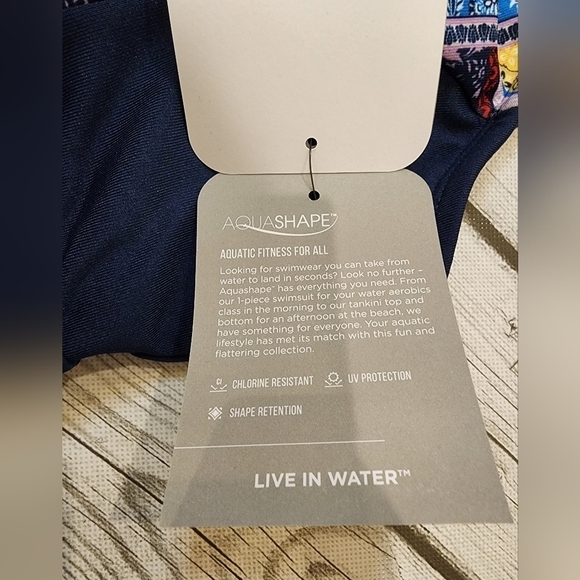 AQUASHAPE™
AQUATIC FITNESS FOR ALL
Looking for swimwear you can take from
water to land in seconds? Look no further –
Aquashape™ has everything you need. From
our 1-piece swimsuit for your water aerobics
class in the morning to our tankini top and
bottom for an afternoon at the beach, we
have something for everyone. Your aquatic
lifestyle has met its match with this fun and
flattering collection.
Cl CHLORINE RESISTANT UV PROTECTION
SHAPE RETENTION
LIVE IN WATER™